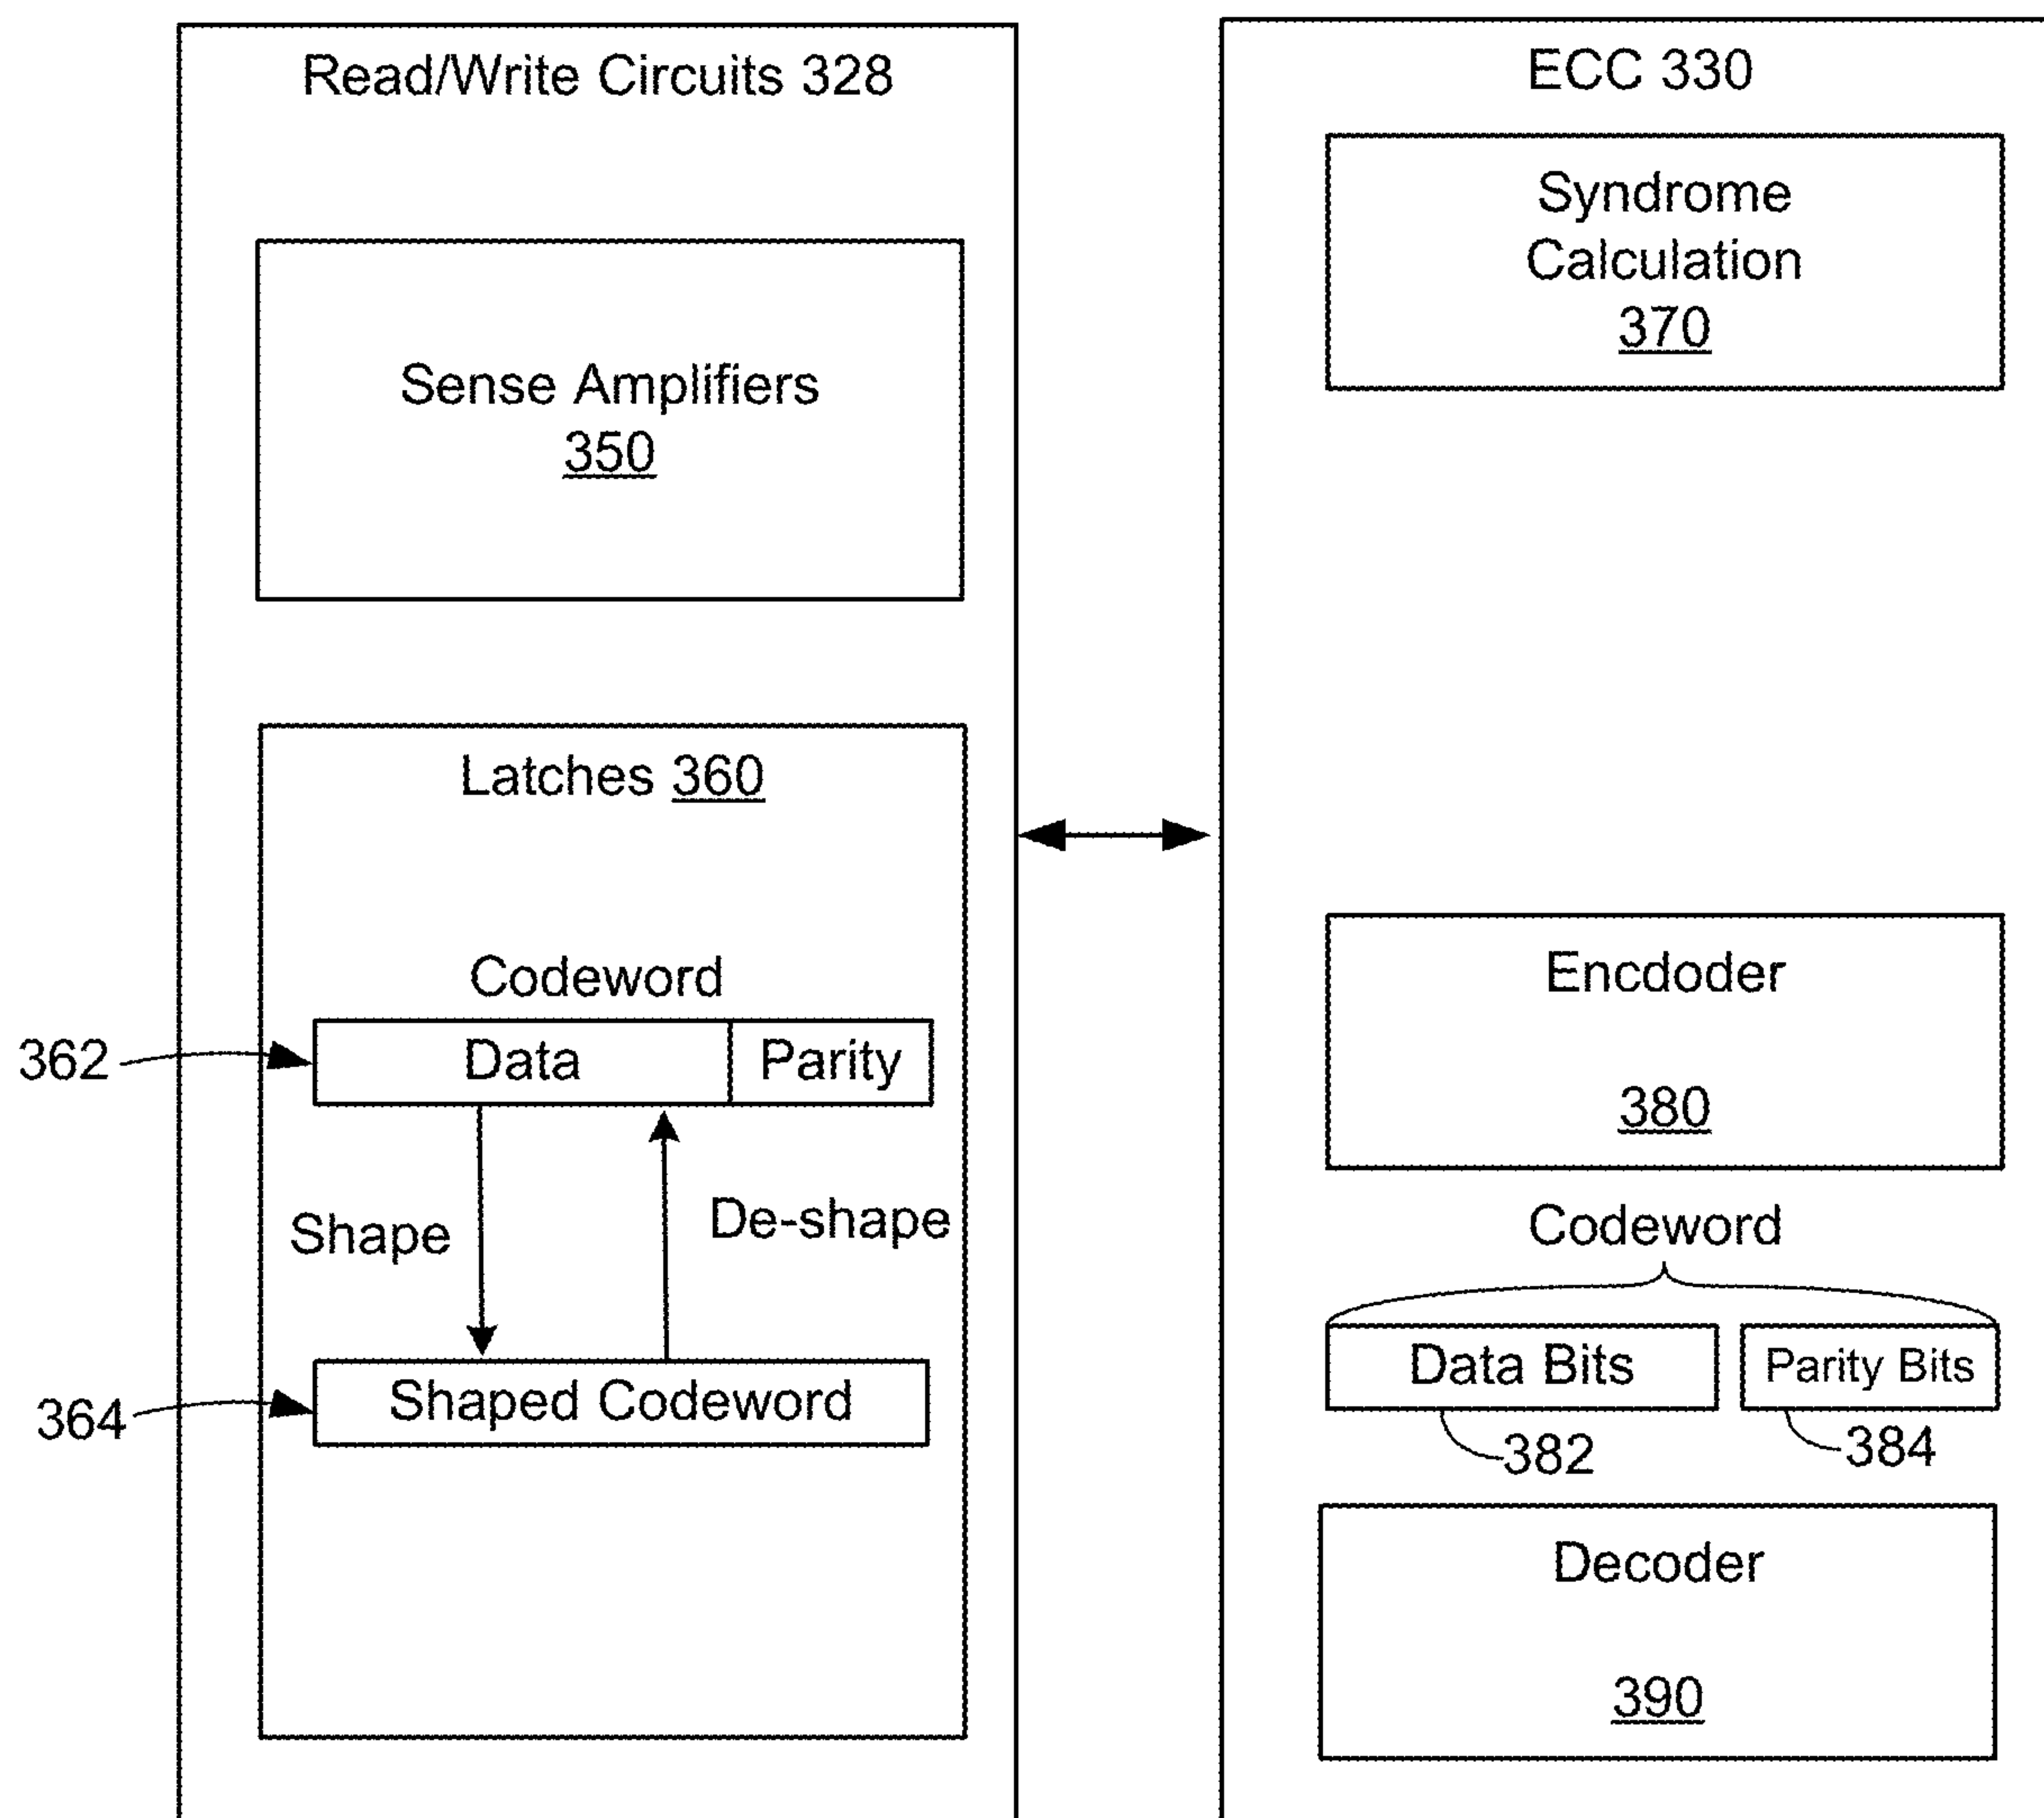 Read/Write Circuits 328
Sense Amplifiers
350
Latches 360
Codeword
362
Data
Parity
Shape
De-shape
364
Shaped Codeword
ECC 330
Syndrome
Calculation
370
Encdoder
380
Codeword
Data Bits
Parity Bits
382
384
Decoder
390